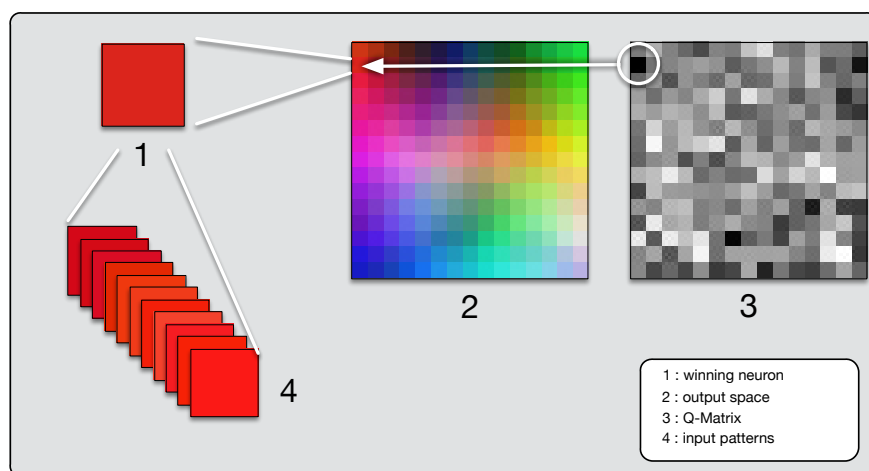 1
2
3
4
1 : winning neuron
2 : output space
3 : Q-Matrix
4 : input patterns